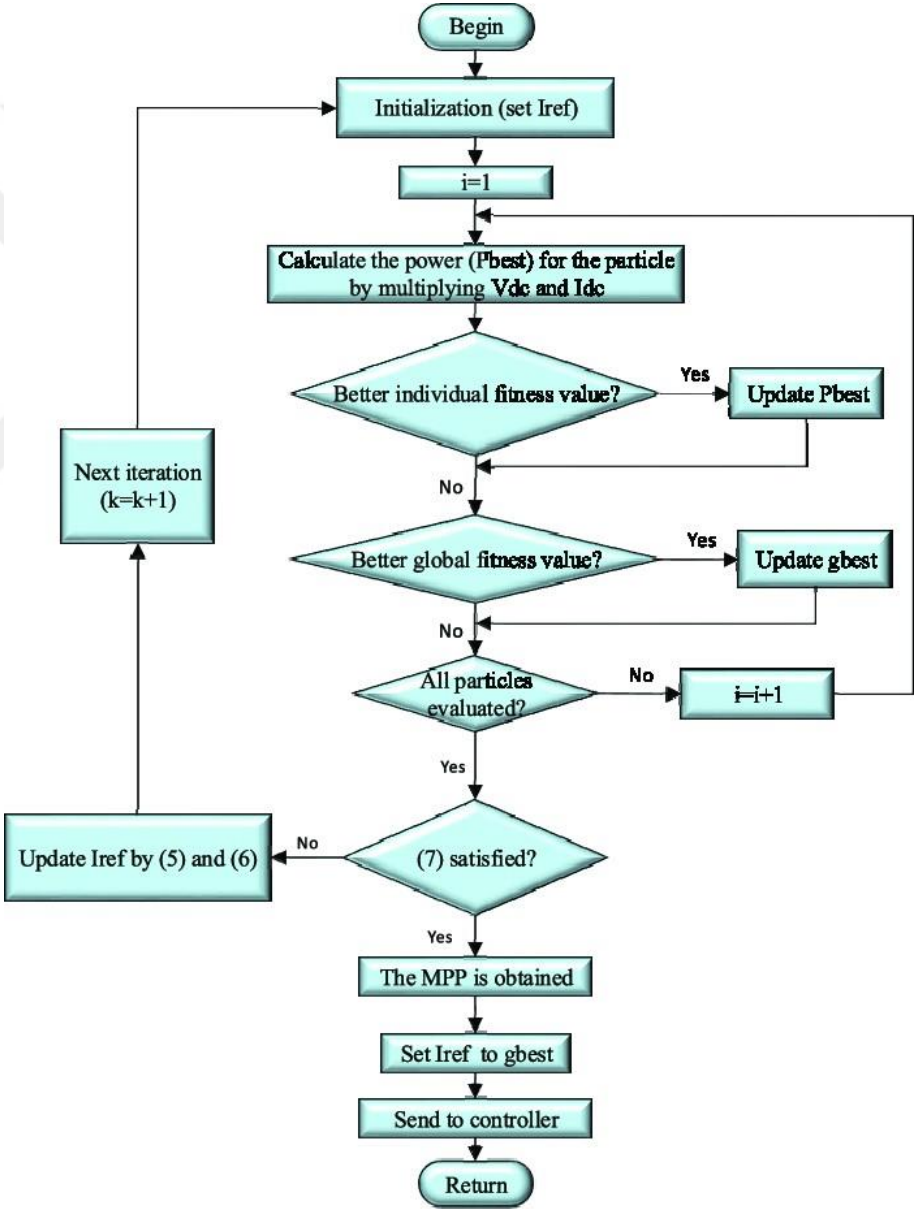 Begin
Initialization (set Iref)
i=1
Calculate the power (Pbest) for the particle
by multiplying Vdc and Idc
Better individual fitness value?
Yes
Update Pbest
No
Next iteration
(k=k+1)
Better global fitness value?
Yes
Update gbest
No
All particles
evaluated?
No
i=i+1
Yes
(7) satisfied?
No
Update Iref by (5) and (6)
Yes
The MPP is obtained
Set Iref to gbest
Send to controller
Return